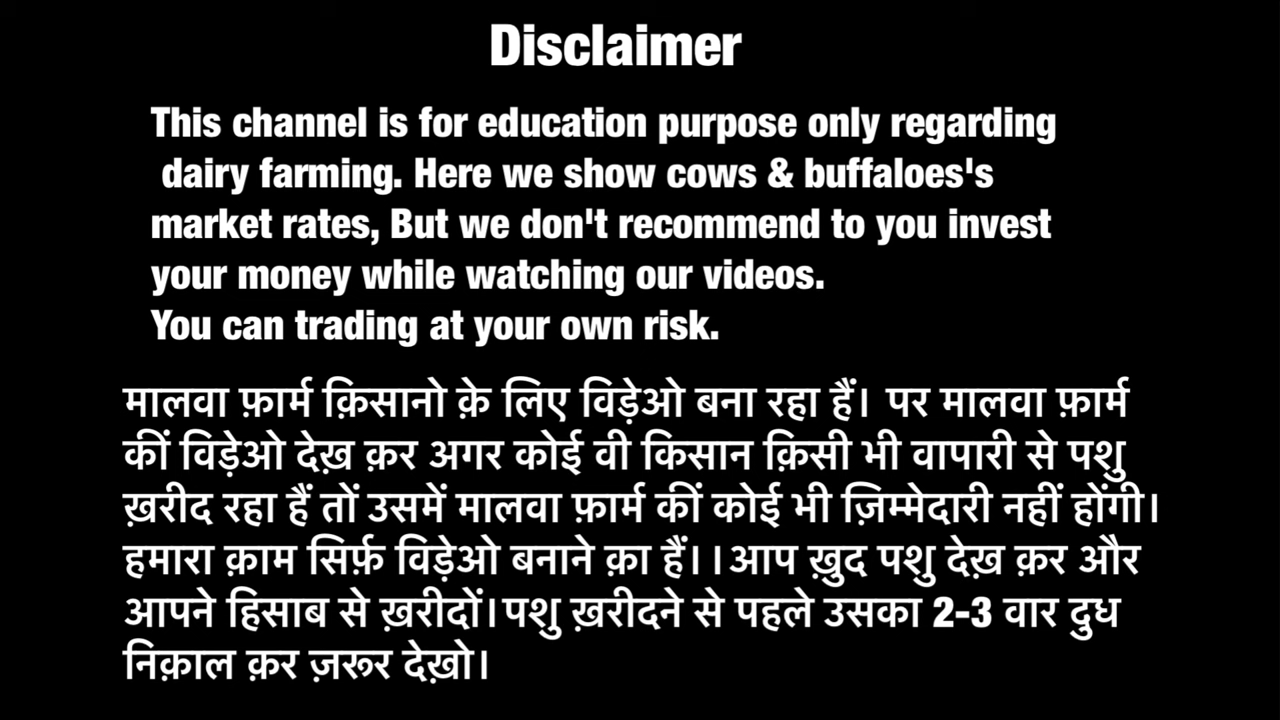 Disclaimer
This channel is for education purpose only regarding
dairy farming. Here we show cows & buffaloes's
market rates, But we don't recommend to you invest
your money while watching our videos.
You can trading at your own risk.
मालवा फ़ार्म क़िसानो क़े लिए विड़ेओ बना रहा हैं। पर मालवा फ़ार्म
कीं विड़ेओ देख़ क़र अगर कोई वी किसान क़िसी भी वापारी से पशु
ख़रीद रहा हैं तों उसमें मालवा फ़ार्म कीं कोई भी ज़िम्मेदारी नहीं होंगी।
हमारा क़ाम सिर्फ़ विड़ेओ बनाने क़ा हैं।।आप ख़ुद पशु देख़ क़र और
आपने हिसाब से ख़रीदों।पशु ख़रीदने से पहले उसका 2-3 वार दुध
निक़ाल क़र ज़रूर देख़ो।